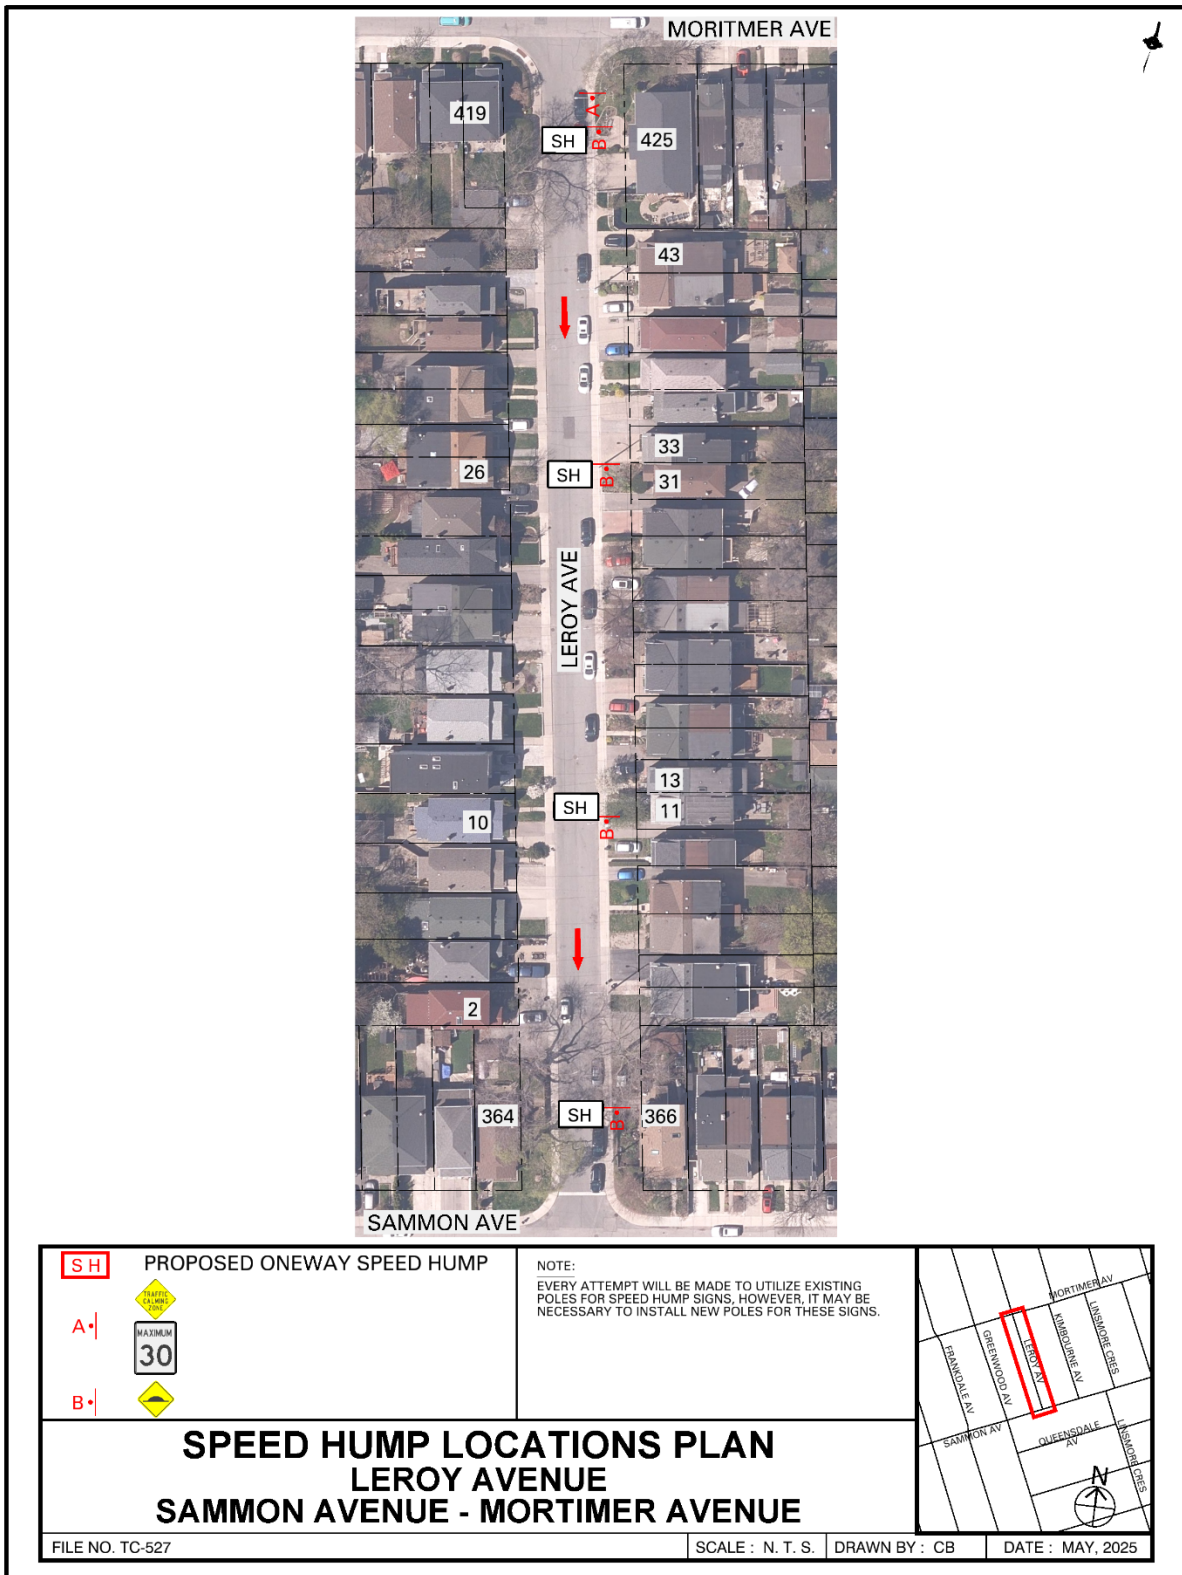 MORITMER AVE
419
A
SH
B
425
43
33
SH
B
26
31
LEROY AVE
13
SH
11
10
B
2
SH
B
364
366
SAMMON AVE
S H
PROPOSED ONEWAY SPEED HUMP
TRAFFIC
CALMING
ZONE
A
MAXIMUM
30
B
NOTE:
EVERY ATTEMPT WILL BE MADE TO UTILIZE EXISTING
POLES FOR SPEED HUMP SIGNS, HOWEVER, IT MAY BE
NECESSARY TO INSTALL NEW POLES FOR THESE SIGNS.
MORTIMER AV
LINSMORE CRES
KIMBOURNE AV
LEROY AV
GREENWOOD AV
FRANKDALE AV
SAMMON AV
QUEENSDALE
AV
LINSMORE CRES
N
SPEED HUMP LOCATIONS PLAN
LEROY AVENUE
SAMMON AVENUE - MORTIMER AVENUE
FILE NO. TC-527
SCALE : N. T. S.
DRAWN BY : CB
DATE : MAY, 2025